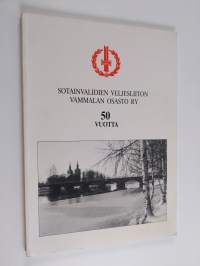 SOTAINVALIDIEN VELJESLIITON
VAMMALAN OSASTO RY
50
VUOTTA